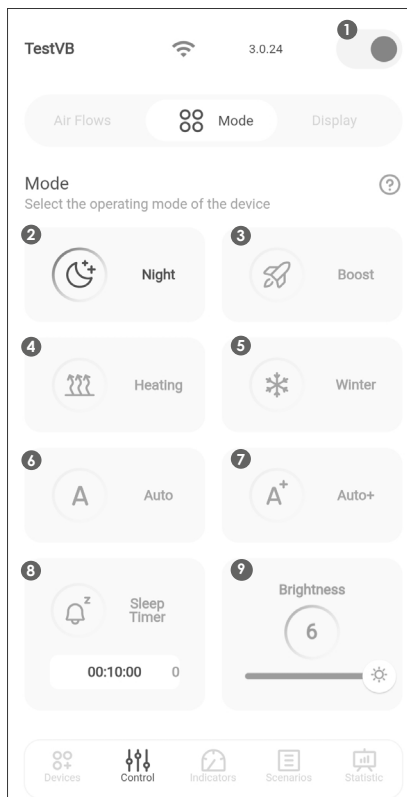 1
TestVB 3.0.24
Air Flows Mode Display
Mode
Select the operating mode of the device
2 Night 3 Boost
4 Heating 5 Winter
6 A Auto 7 A+ Auto+
8 9
Brightness
z Sleep
Timer
6
00:10:00 0
Devices Control Indicators Scenarios Statistic